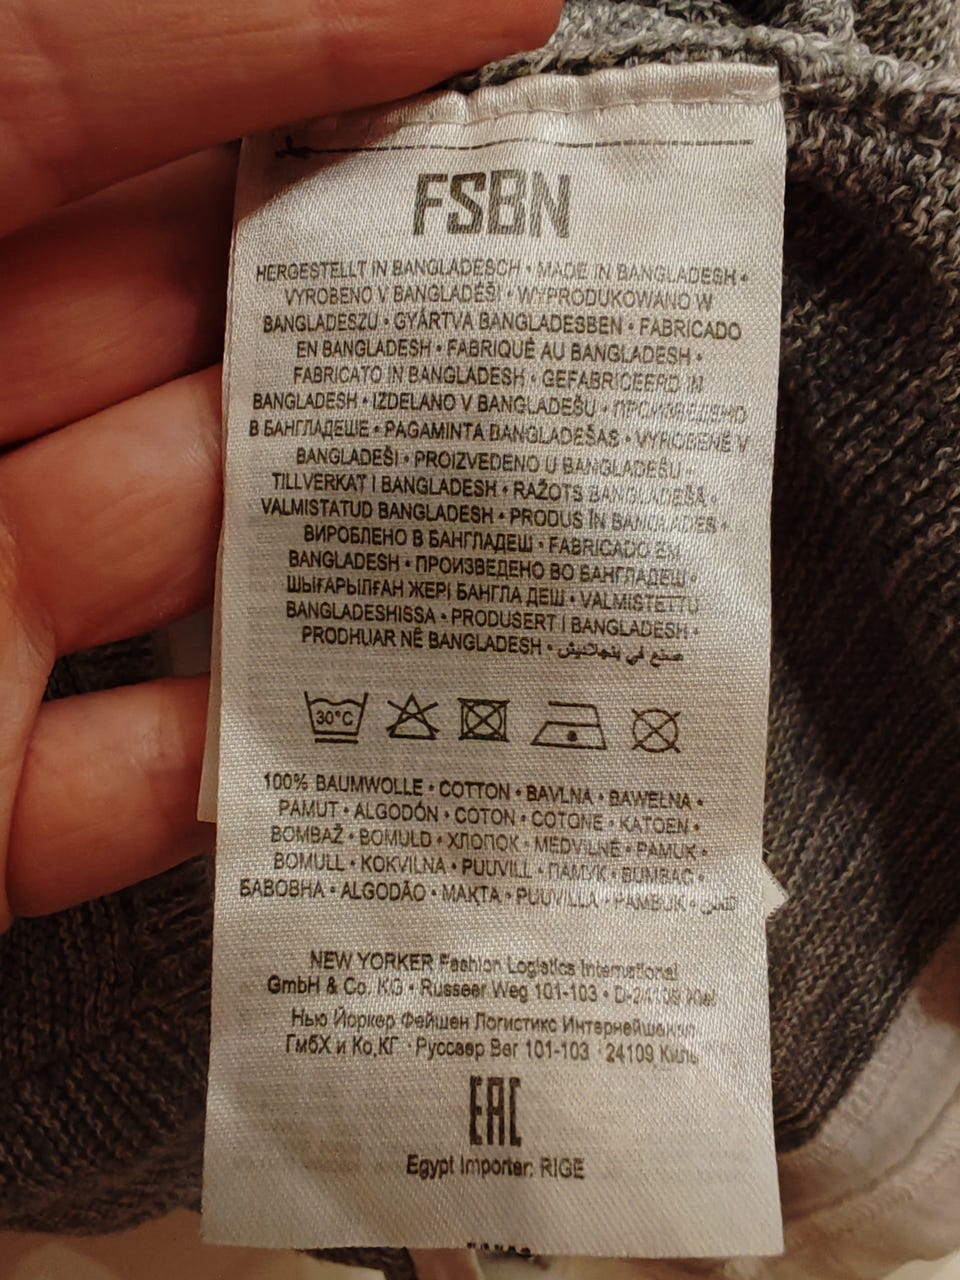 FSBN
HERGESTELLT IN BANGLADESCH • MADE IN BANGLADESH •
VYROBENO V BANGLADÉŠI • WYPRODUKOWANO W
BANGLADESZU • GYÁRTVA BANGLADESBEN • FABRICADO
EN BANGLADESH • FABRIQUÉ AU BANGLADESH •
FABRICATO IN BANGLADESH • GEFABRICEERD IN
BANGLADESH • IZDELANO V BANGLADEŠU • ПРОИЗВЕДЕНО
В БАНГЛАДЕШЕ • PAGAMINTA BANGLADEŠAS • VYROBENÉ V
BANGLADEŠI • PROIZVEDENO U BANGLADEŠU •
TILLVERKAT I BANGLADESH • RAŽOTS BANGLADEŠĀ •
VALMISTATUD BANGLADESH • PRODUS ÎN BANGLADES •
ВИРОБЛЕНО В БАНГЛАДЕШ • FABRICADO EM
BANGLADESH • ПРОИЗВЕДЕНО ВО БАНГЛАДЕШ •
ШЫҒАРЫЛҒАН ЖЕРІ БАНГЛА ДЕШ • VALMISTETTU
BANGLADESHISSA • PRODUSERT I BANGLADESH •
PRODHUAR NË BANGLADESH • صنع في بنجلاديش
30°C
100% BAUMWOLLE • COTTON • BAVLNA • BAWEŁNA •
PAMUT • ALGODÓN • COTON • COTONE • KATOEN •
BOMBAŽ • BOMULD • ХЛОПОК • MEDVILNĖ • PAMUK •
BOMULL • KOKVILNA • PUUVILL • ПАМУК • BUMBAC •
БАВОВНА • ALGODÃO • МАҚТА • PUUVILLA • PAMBUK • قطن
NEW YORKER Fashion Logistics International
GmbH & Co. KG • Russeer Weg 101-103 • D-24109 Kiel
Нью Йоркер Фейшен Логистикс Интернейшенал
ГмбХ и Ко.КГ • Руссеер Вег 101-103 • 24109 Киль
EAC
Egypt Importer: RIGE